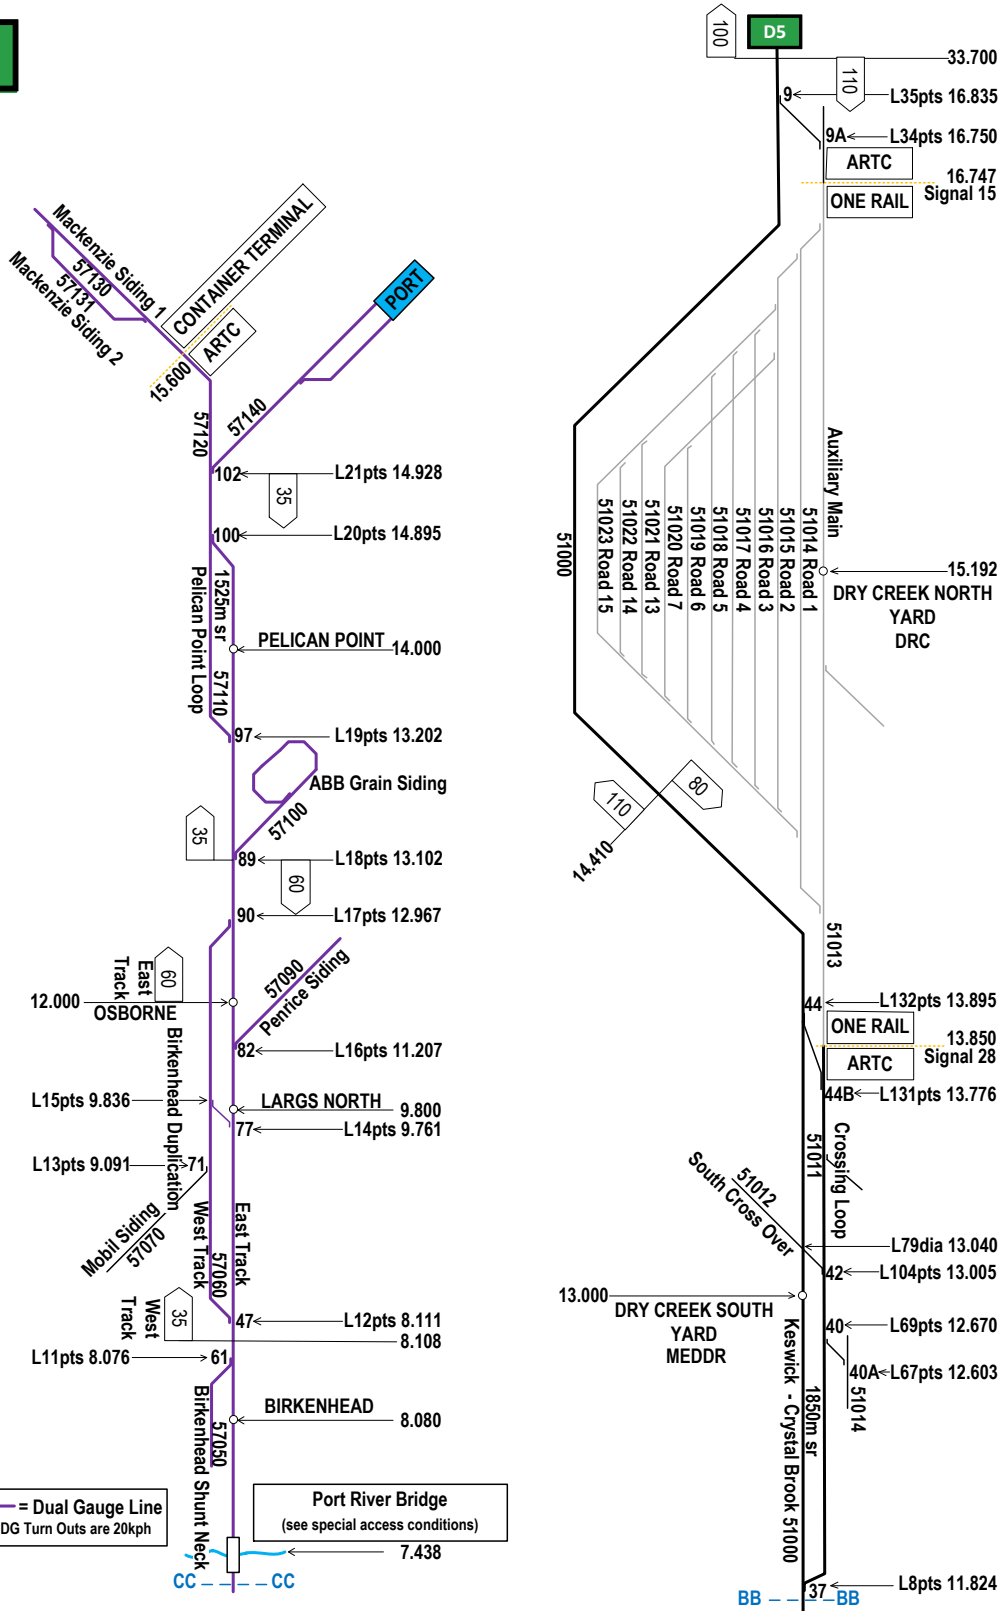 D5
100
33.700
110
9
L35pts 16.835
9A
L34pts 16.750
ARTC
16.747
Signal 15
ONE RAIL
Mackenzie Siding 1
57130
57131
Mackenzie Siding 2
CONTAINER TERMINAL
ARTC
15.600
PORT
57120
57140
102
L21pts 14.928
35
100
L20pts 14.895
1525m sr
Pelican Point Loop
PELICAN POINT
14.000
57110
97
L19pts 13.202
ABB Grain Siding
57100
35
89
L18pts 13.102
60
90
L17pts 12.967
East
Track
60
57090
Penrice Siding
12.000
OSBORNE
82
L16pts 11.207
Birkenhead Duplication
L15pts 9.836
LARGS NORTH
9.800
77
L14pts 9.761
L13pts 9.091
71
Mobil Siding
57070
West Track
57060
East Track
West
Track
35
47
L12pts 8.111
8.108
L11pts 8.076
61
Birkenhead Shunt Neck
57050
BIRKENHEAD
8.080
= Dual Gauge Line
DG Turn Outs are 20kph
Port River Bridge
(see special access conditions)
7.438
CC
CC
51000
51023 Road 15
51022 Road 14
51021 Road 13
51020 Road 7
51019 Road 6
51018 Road 5
51017 Road 4
51016 Road 3
51015 Road 2
51014 Road 1
Auxiliary Main
15.192
DRY CREEK NORTH
YARD
DRC
110
80
14.410
51013
44
L132pts 13.895
ONE RAIL
13.850
Signal 28
ARTC
44B
L131pts 13.776
51011
Crossing Loop
51012
South Cross Over
L79dia 13.040
42
L104pts 13.005
13.000
DRY CREEK SOUTH
YARD
MEDDR
40
L69pts 12.670
40A
L67pts 12.603
51014
Keswick - Crystal Brook 51000
1850m sr
37
L8pts 11.824
BB
BB